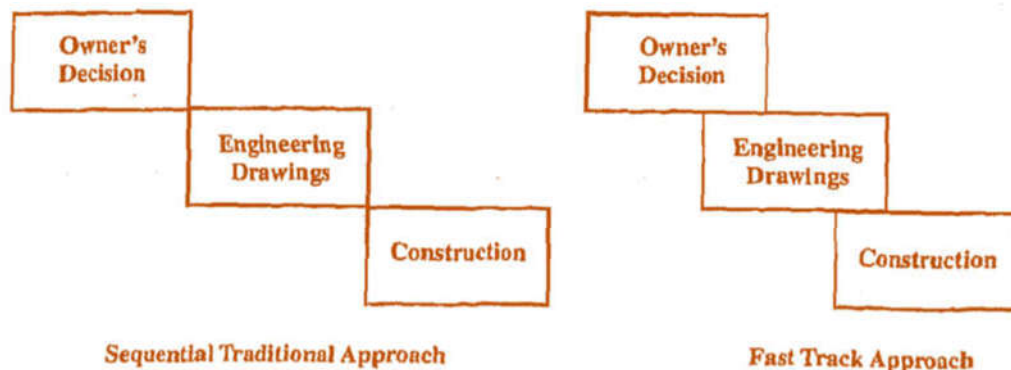 Owner's
Decision
Engineering
Drawings
Construction
Sequential Traditional Approach
Owner's
Decision
Engineering
Drawings
Construction
Fast Track Approach